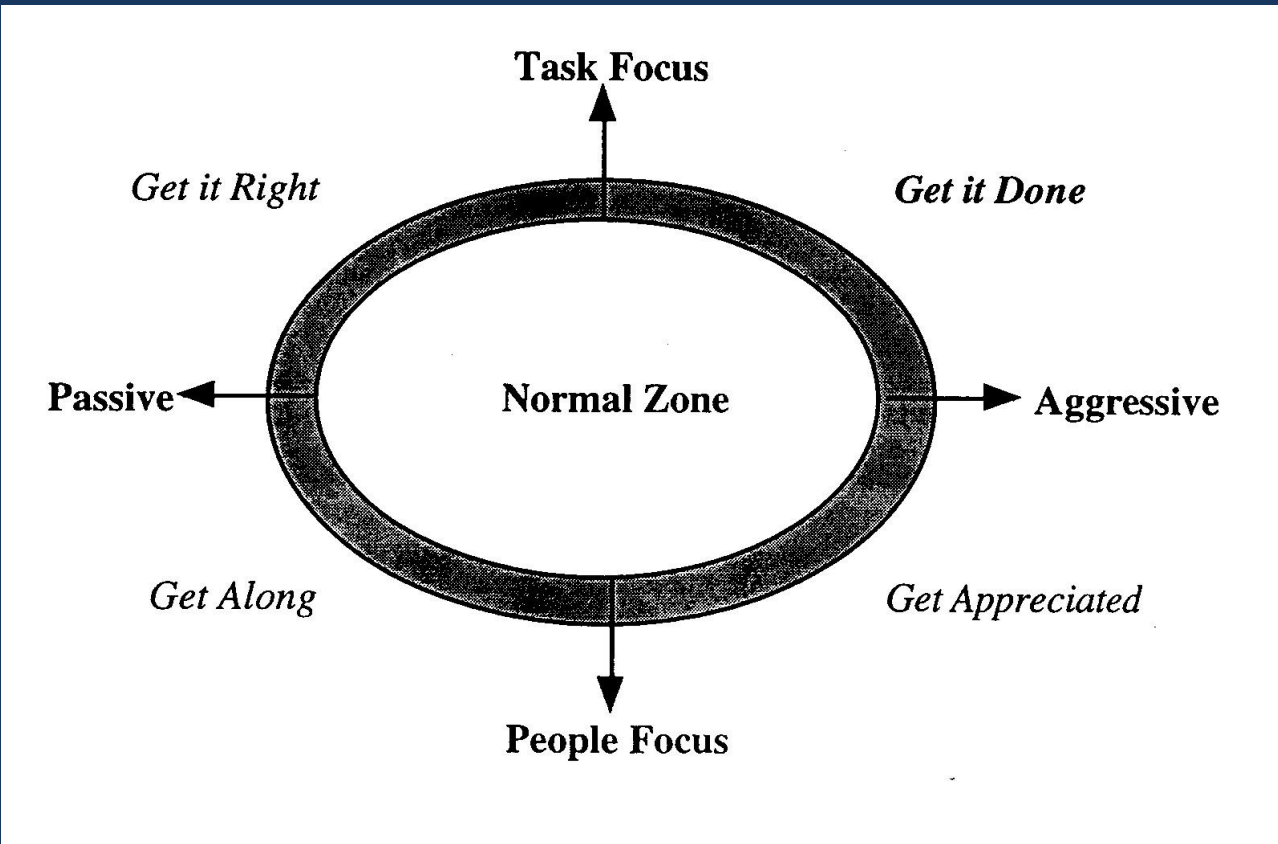 Task Focus
Get it Right
Get it Done
Passive
Normal Zone
Aggressive
Get Along
Get Appreciated
People Focus